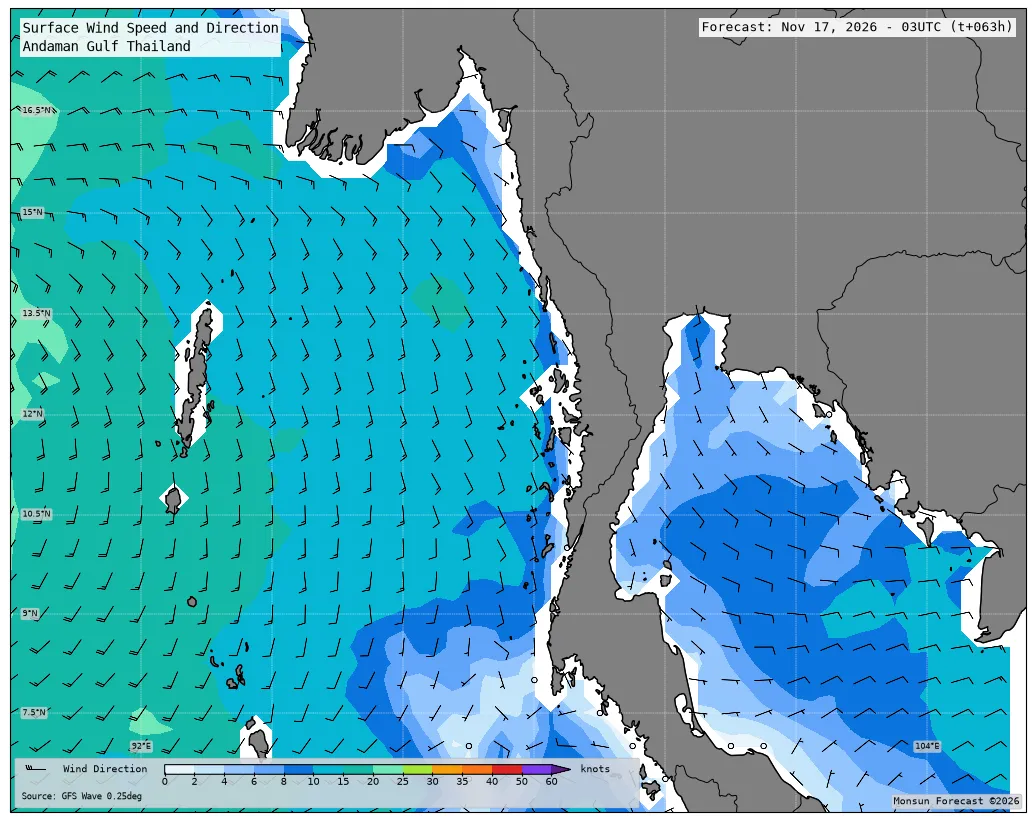 Surface Wind Speed and Direction
Andaman Gulf Thailand
Forecast: Nov 17, 2026 - 03UTC (t+063h)
16.5°N
15°N
13.5°N
12°N
10.5°N
9°N
7.5°N
92°E
104°E
Wind Direction
knots
0 2 4 6 8 10 15 20 25 30 35 40 50 60
Source: GFS Wave 0.25deg
Monsun Forecast ©2026